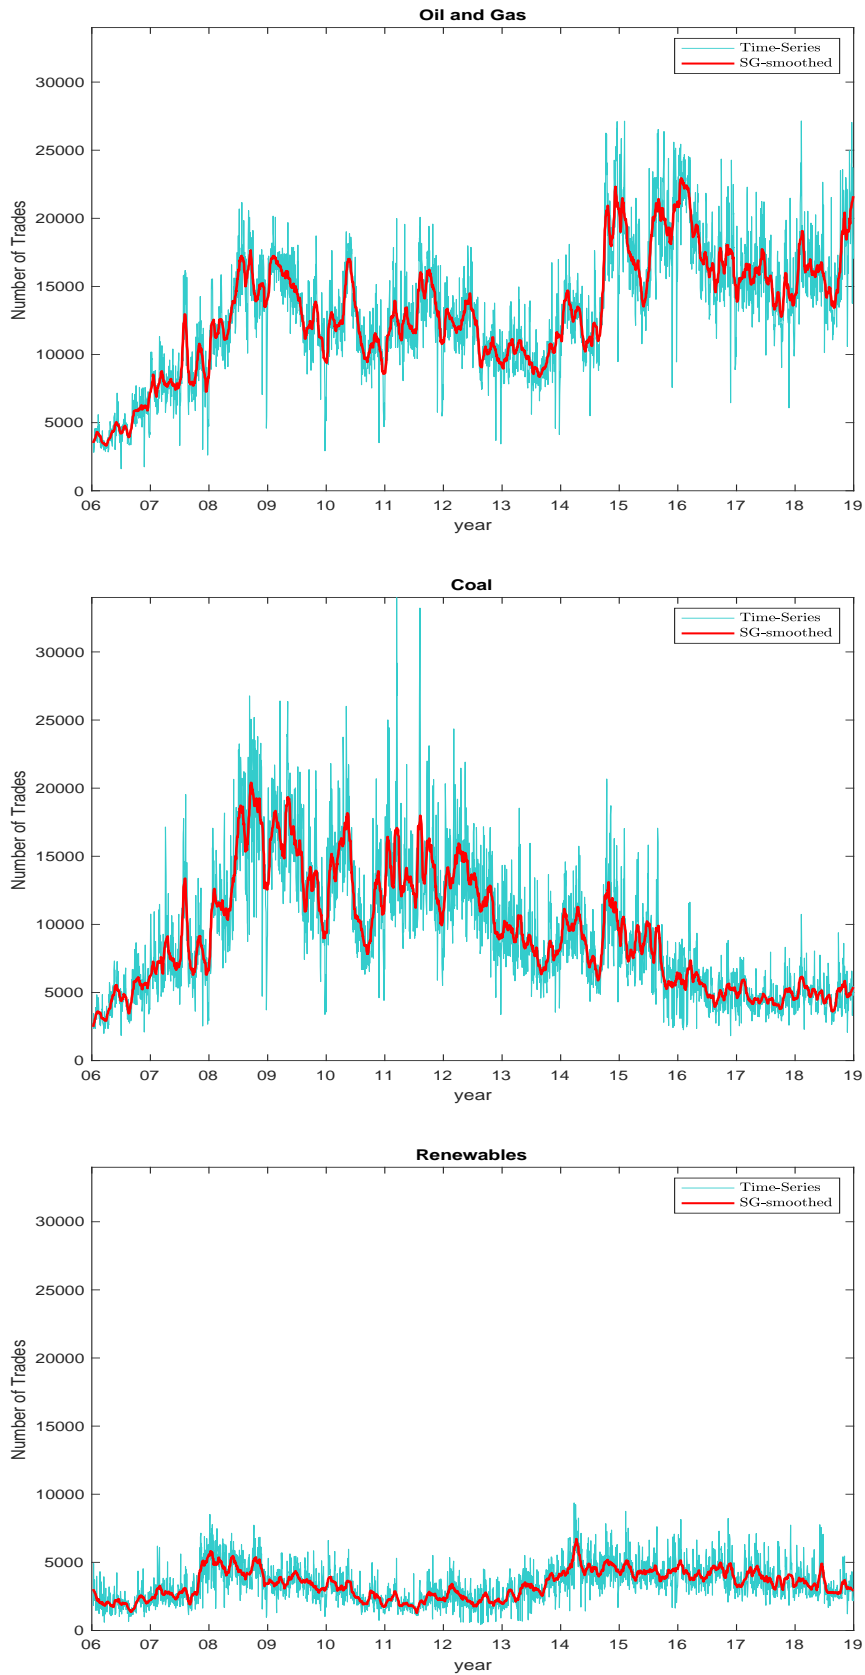 Oil and Gas
Time-Series
SG-smoothed
Number of Trades
30000
25000
20000
15000
10000
5000
0
06 07 08 09 10 11 12 13 14 15 16 17 18 19
year
Coal
Time-Series
SG-smoothed
Number of Trades
30000
25000
20000
15000
10000
5000
0
06 07 08 09 10 11 12 13 14 15 16 17 18 19
year
Renewables
Time-Series
SG-smoothed
Number of Trades
30000
25000
20000
15000
10000
5000
0
06 07 08 09 10 11 12 13 14 15 16 17 18 19
year